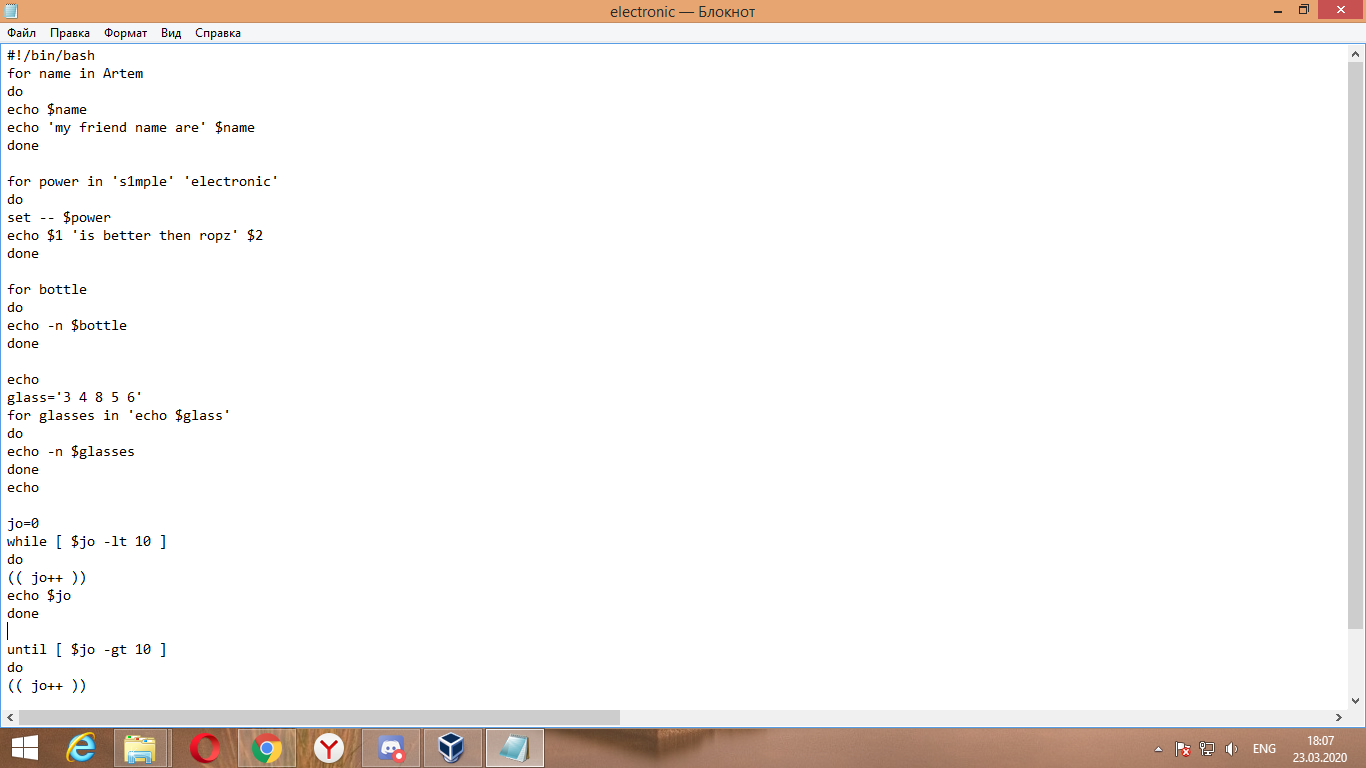 electronic — Блокнот
Файл Правка Формат Вид Справка
#!/bin/bash
for name in Artem
do
echo $name
echo 'my friend name are' $name
done

for power in 's1mple' 'electronic'
do
set -- $power
echo $1 'is better then ropz' $2
done

for bottle
do
echo -n $bottle
done

echo
glass='3 4 8 5 6'
for glasses in 'echo $glass'
do
echo -n $glasses
done
echo

jo=0
while [ $jo -lt 10 ]
do
(( jo++ ))
echo $jo
done

until [ $jo -gt 10 ]
do
(( jo++ ))
ENG
18:07
23.03.2020